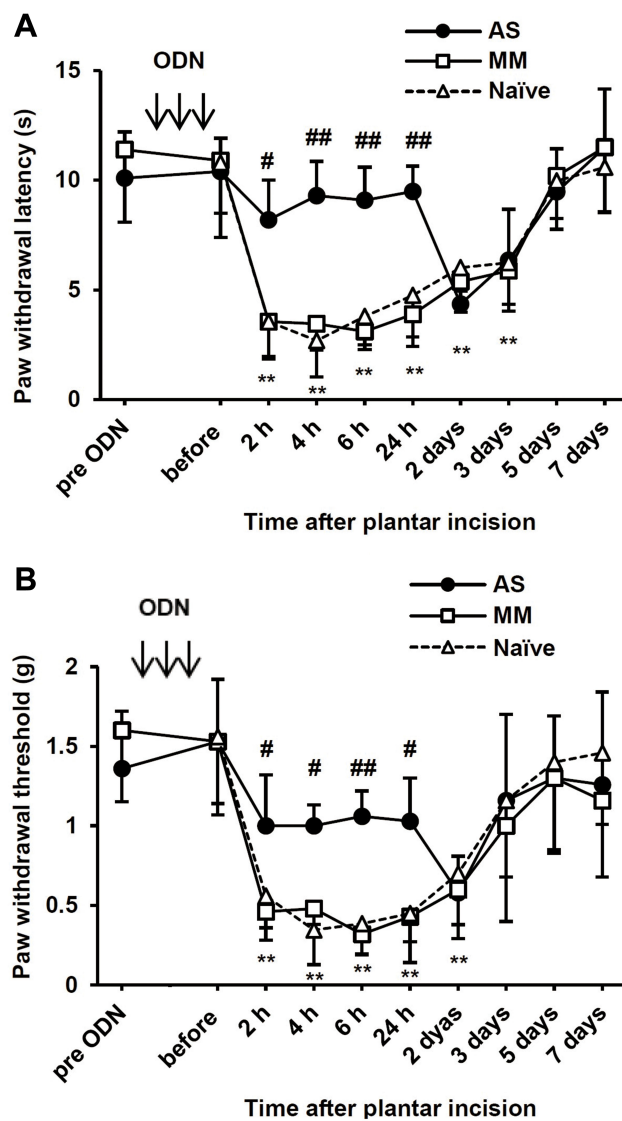 A
AS
MM
Naïve
ODN
Paw withdrawal latency (s)
15
10
5
0
# ## ## ##
** ** ** ** ** **
pre ODN
before
2 h
4 h
6 h
24 h
2 days
3 days
5 days
7 days
Time after plantar incision
B
AS
MM
Naïve
ODN
Paw withdrawal threshold (g)
2
1.5
1
0.5
0
# # ## #
** ** ** ** **
pre ODN
before
2 h
4 h
6 h
24 h
2 dyas
3 days
5 days
7 days
Time after plantar incision